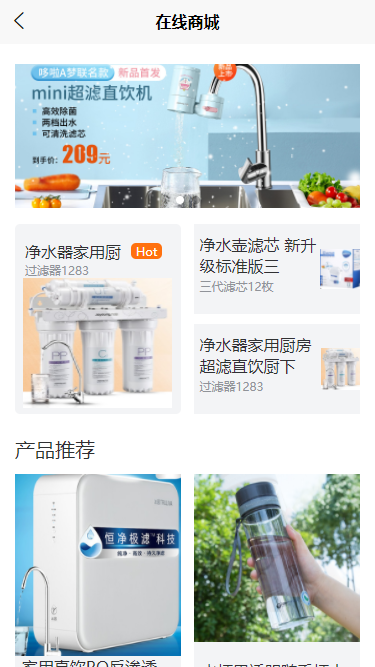 在线商城
哆啦A梦联名款 新品首发
新品
上市
mini超滤直饮机
高效除菌
两档出水
可清洗滤芯
到手价: 209元
净水器家用厨 Hot
过滤器1283
净水壶滤芯 新升
级标准版三
三代滤芯12枚
净水器家用厨房
超滤直饮厨下
过滤器1283
产品推荐
恒净极滤 科技
家用直饮RO反渗透